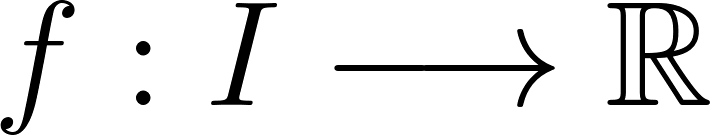 f : I ⟶ ℝ